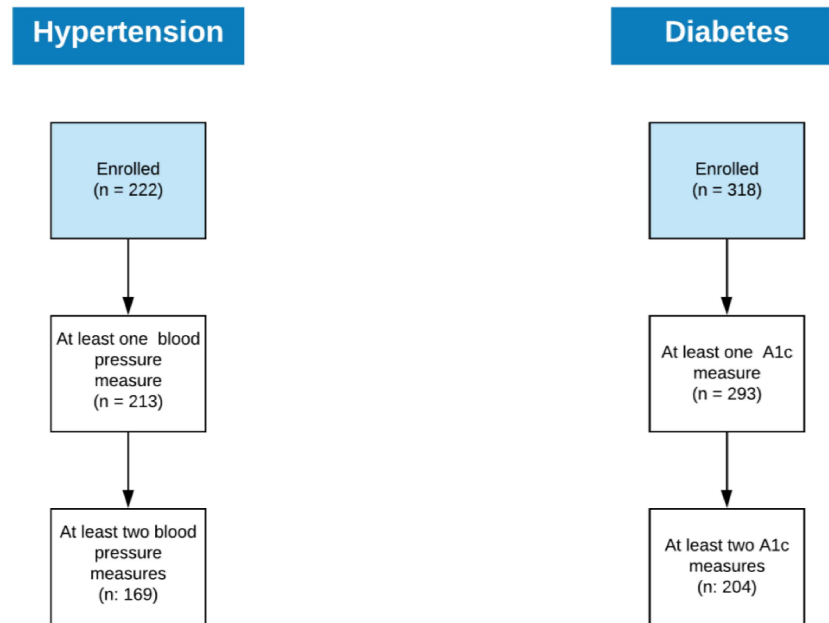 Hypertension
Enrolled
(n = 222)
At least one blood
pressure
measure
(n = 213)
At least two blood
pressure
measures
(n: 169)
Diabetes
Enrolled
(n = 318)
At least one A1c
measure
(n = 293)
At least two A1c
measures
(n: 204)